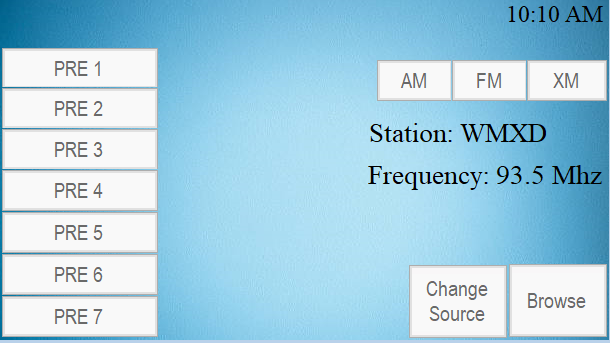 10:10 AM
PRE 1
PRE 2
PRE 3
PRE 4
PRE 5
PRE 6
PRE 7
AM
FM
XM
Station: WMXD
Frequency: 93.5 Mhz
Change
Source
Browse